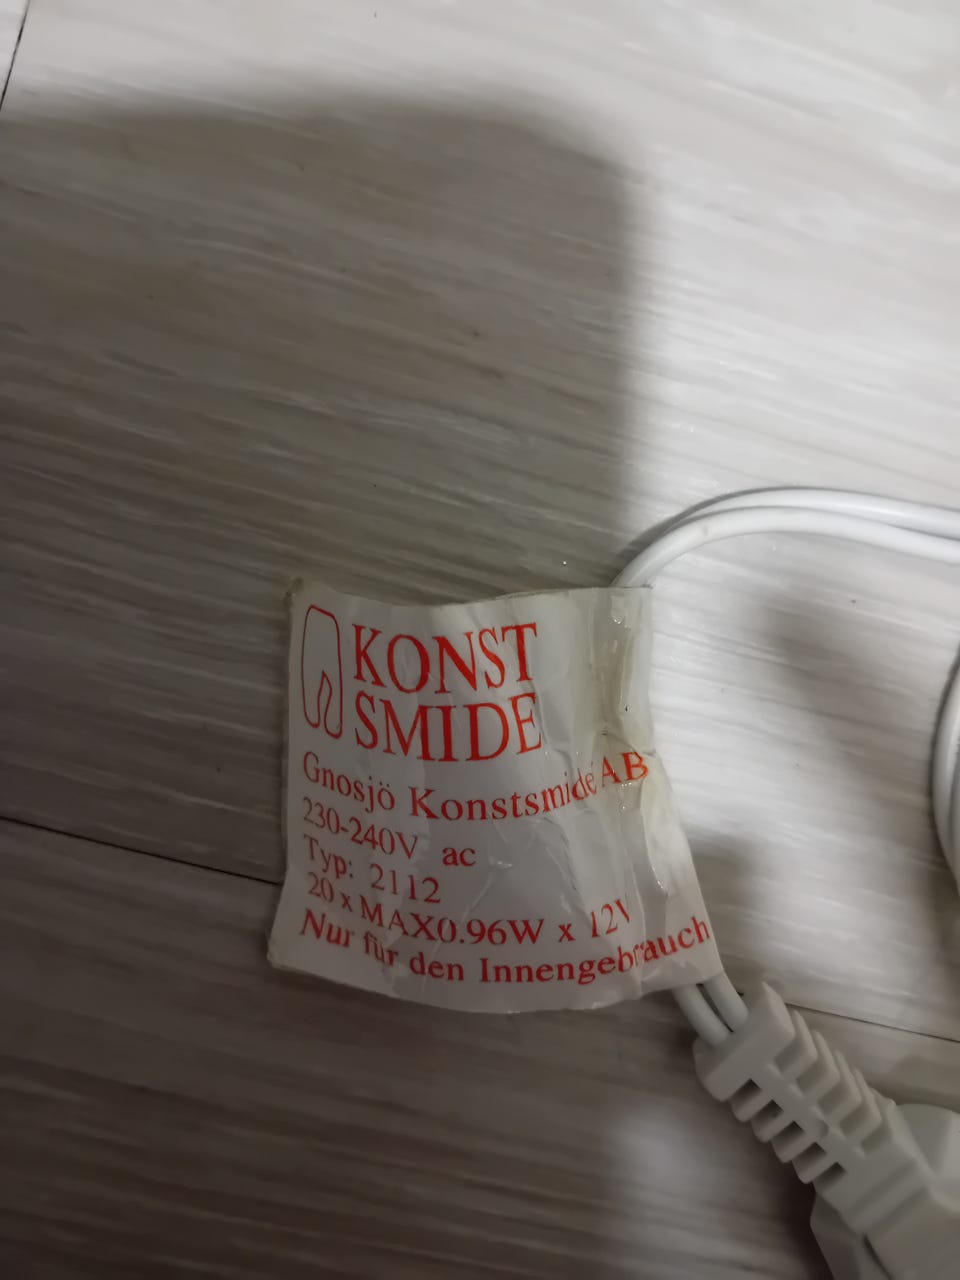 KONST
SMIDE
Gnosjö Konstsmide AB
230-240V ac
Typ: 2112
20 x MAX0.96W x 12V
Nur für den Innengebrauch